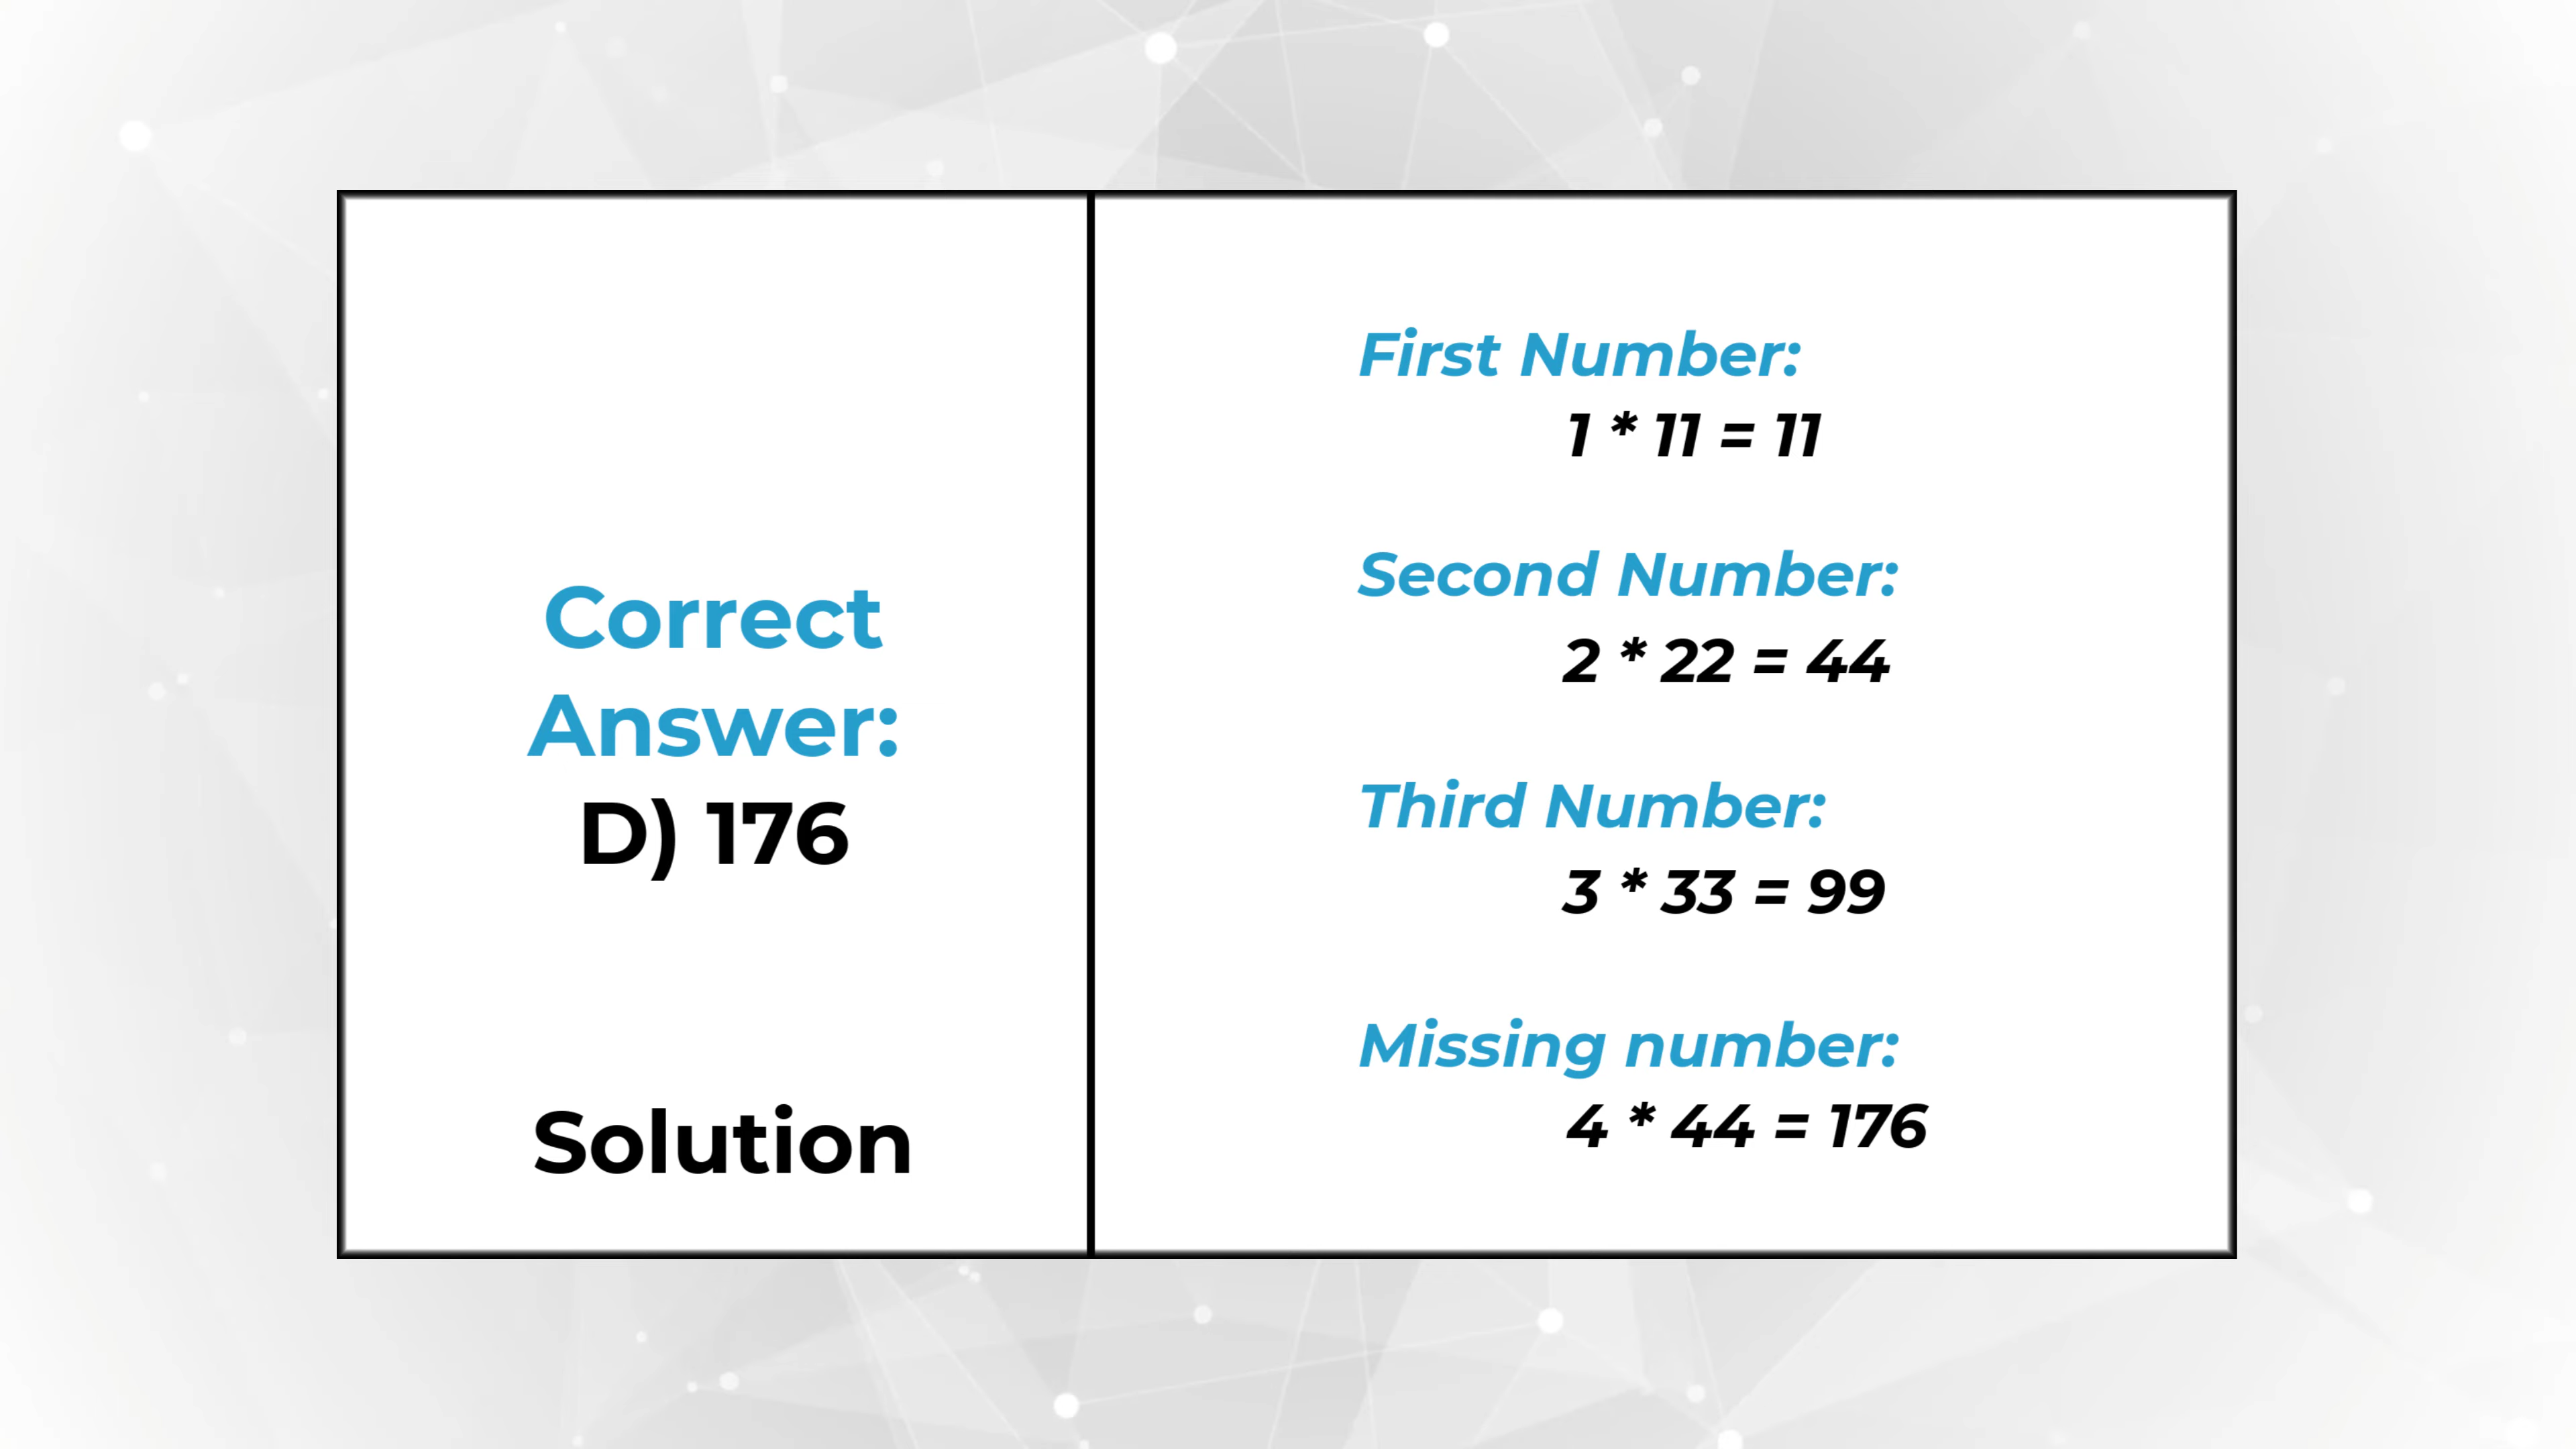 Correct
Answer:
D) 176
Solution
First Number:
1 * 11 = 11
Second Number:
2 * 22 = 44
Third Number:
3 * 33 = 99
Missing number:
4 * 44 = 176